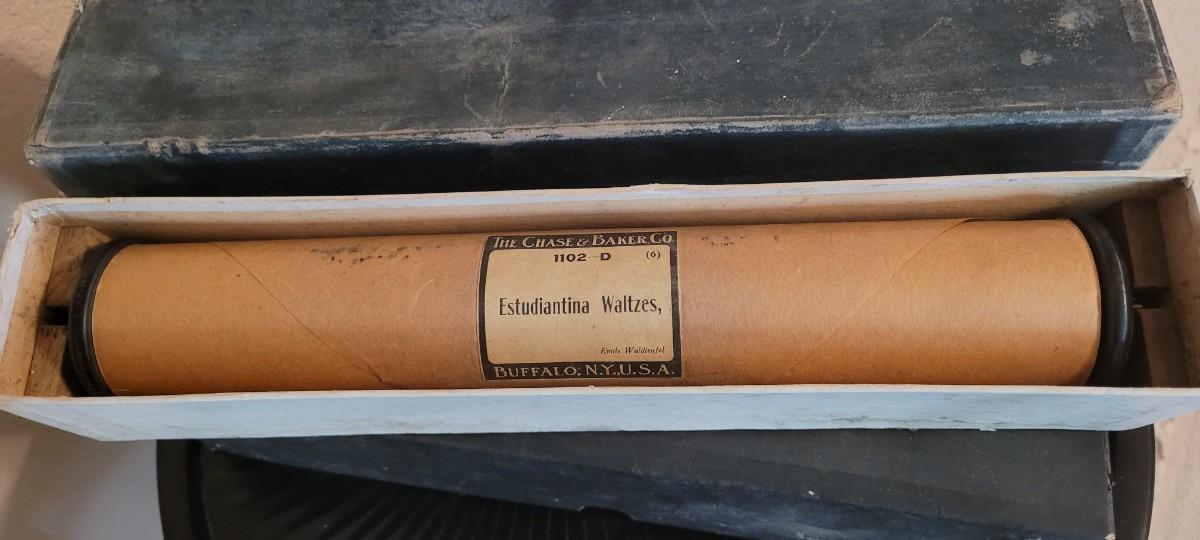 THE CHASE & BAKER CO
1102-D (6)
Estudiantina Waltzes,
Emile Waldteufel
BUFFALO, N.Y., U.S.A.